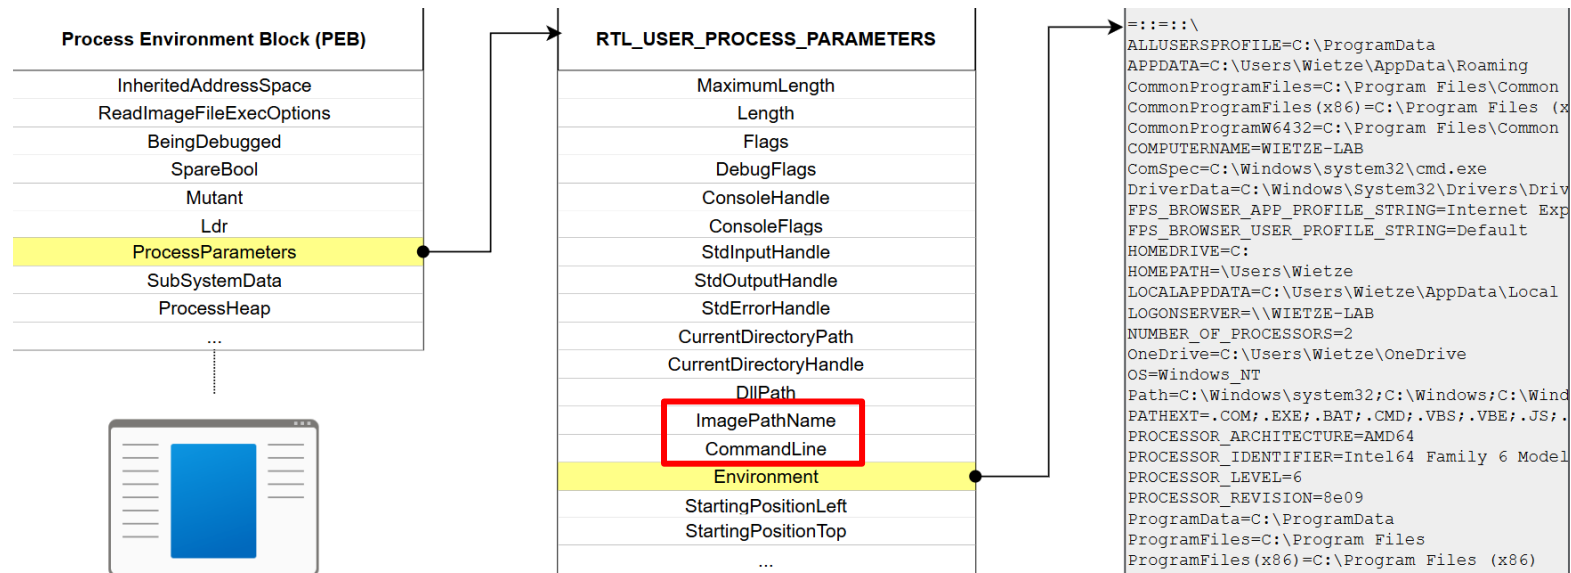 Process Environment Block (PEB)
InheritedAddressSpace
ReadImageFileExecOptions
BeingDebugged
SpareBool
Mutant
Ldr
ProcessParameters
SubSystemData
ProcessHeap
...
RTL_USER_PROCESS_PARAMETERS
MaximumLength
Length
Flags
DebugFlags
ConsoleHandle
ConsoleFlags
StdInputHandle
StdOutputHandle
StdErrorHandle
CurrentDirectoryPath
CurrentDirectoryHandle
DllPath
ImagePathName
CommandLine
Environment
StartingPositionLeft
StartingPositionTop
...
=::=::\
ALLUSERSPROFILE=C:\ProgramData
APPDATA=C:\Users\Wietze\AppData\Roaming
CommonProgramFiles=C:\Program Files\Common
CommonProgramFiles(x86)=C:\Program Files (x
CommonProgramW6432=C:\Program Files\Common
COMPUTERNAME=WIETZE-LAB
ComSpec=C:\Windows\system32\cmd.exe
DriverData=C:\Windows\System32\Drivers\Driv
FPS_BROWSER_APP_PROFILE_STRING=Internet Exp
FPS_BROWSER_USER_PROFILE_STRING=Default
HOMEDRIVE=C:
HOMEPATH=\Users\Wietze
LOCALAPPDATA=C:\Users\Wietze\AppData\Local
LOGONSERVER=\\WIETZE-LAB
NUMBER_OF_PROCESSORS=2
OneDrive=C:\Users\Wietze\OneDrive
OS=Windows_NT
Path=C:\Windows\system32;C:\Windows;C:\Wind
PATHEXT=.COM;.EXE;.BAT;.CMD;.VBS;.VBE;.JS;.
PROCESSOR_ARCHITECTURE=AMD64
PROCESSOR_IDENTIFIER=Intel64 Family 6 Model
PROCESSOR_LEVEL=6
PROCESSOR_REVISION=8e09
ProgramData=C:\ProgramData
ProgramFiles=C:\Program Files
ProgramFiles(x86)=C:\Program Files (x86)